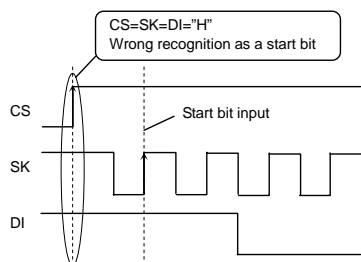 CS=SK=DI=”H”
Wrong recognition as a start bit
CS
Start bit input
SK
DI